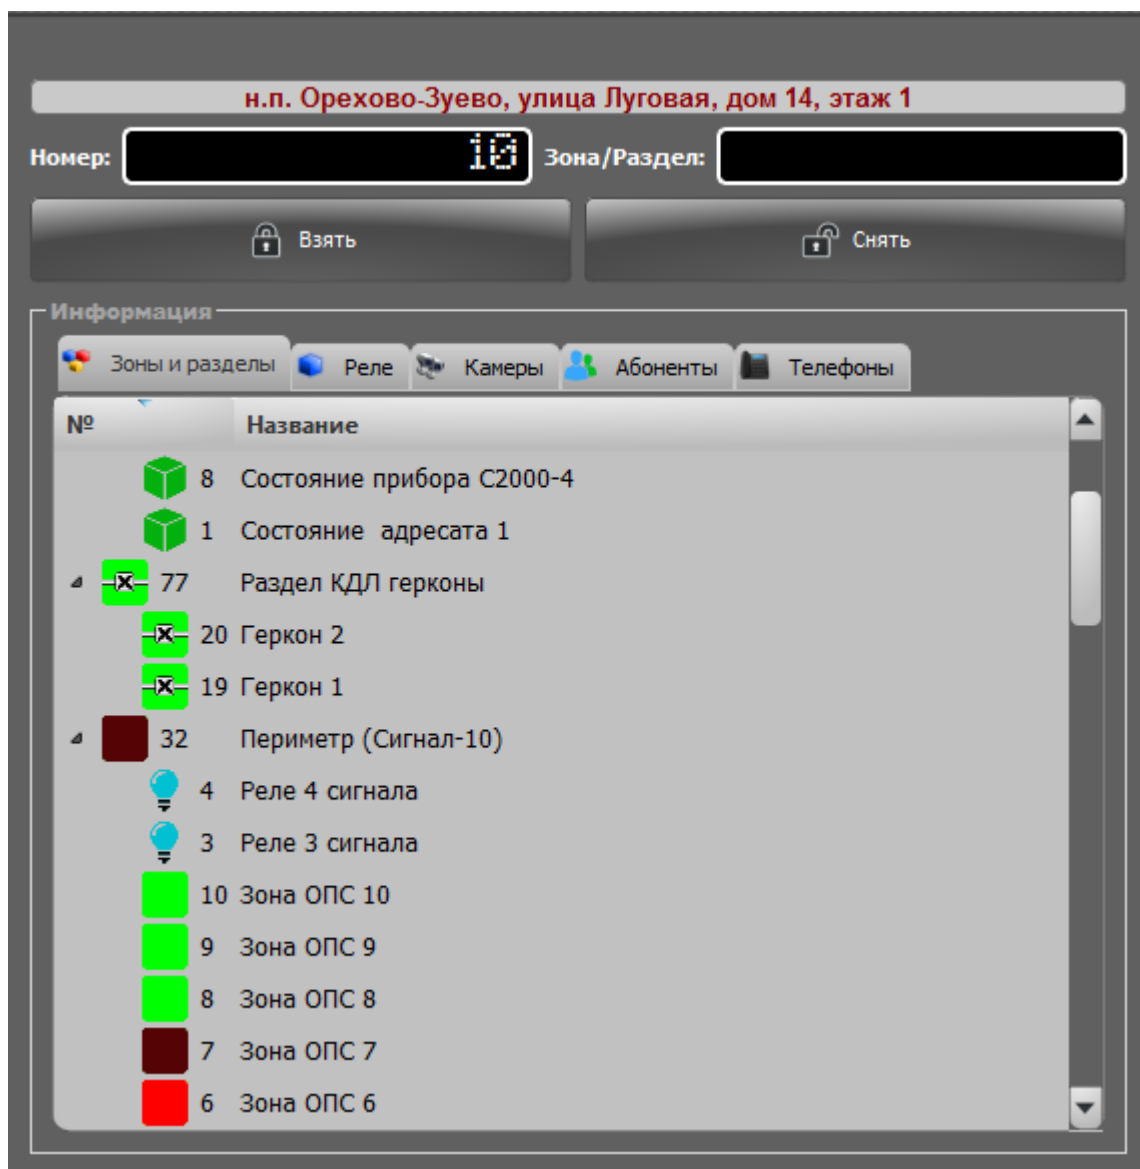 н.п. Орехово-Зуево, улица Луговая, дом 14, этаж 1
Номер: 10 Зона/Раздел:
Взять Снять
Информация
Зоны и разделы Реле Камеры Абоненты Телефоны
№ Название
8 Состояние прибора С2000-4
1 Состояние адресата 1
77 Раздел КДЛ герконы
20 Геркон 2
19 Геркон 1
32 Периметр (Сигнал-10)
4 Реле 4 сигнала
3 Реле 3 сигнала
10 Зона ОПС 10
9 Зона ОПС 9
8 Зона ОПС 8
7 Зона ОПС 7
6 Зона ОПС 6